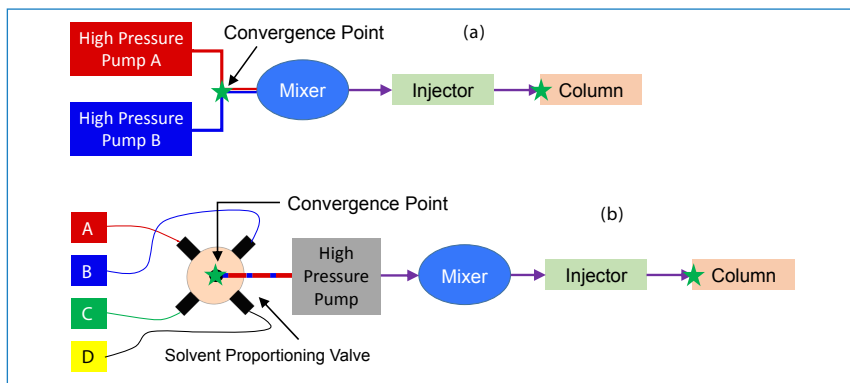 High Pressure
Pump A
Convergence Point
(a)
Mixer
Injector
Column
High Pressure
Pump B
Convergence Point
(b)
A
B
C
D
High
Pressure
Pump
Mixer
Injector
Column
Solvent Proportioning Valve